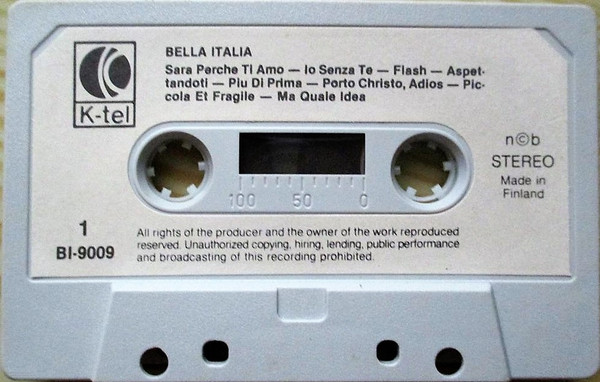 K-tel
BELLA ITALIA
Sara Perche Ti Amo — Io Senza Te — Flash — Aspet-
tandoti — Piu Di Prima — Porto Christo, Adios — Pic-
cola Et Fragile — Ma Quale Idea
n©b
STEREO
Made in
Finland
100 50 0
1
BI-9009
All rights of the producer and the owner of the work reproduced
reserved. Unauthorized copying, hiring, lending, public performance
and broadcasting of this recording prohibited.